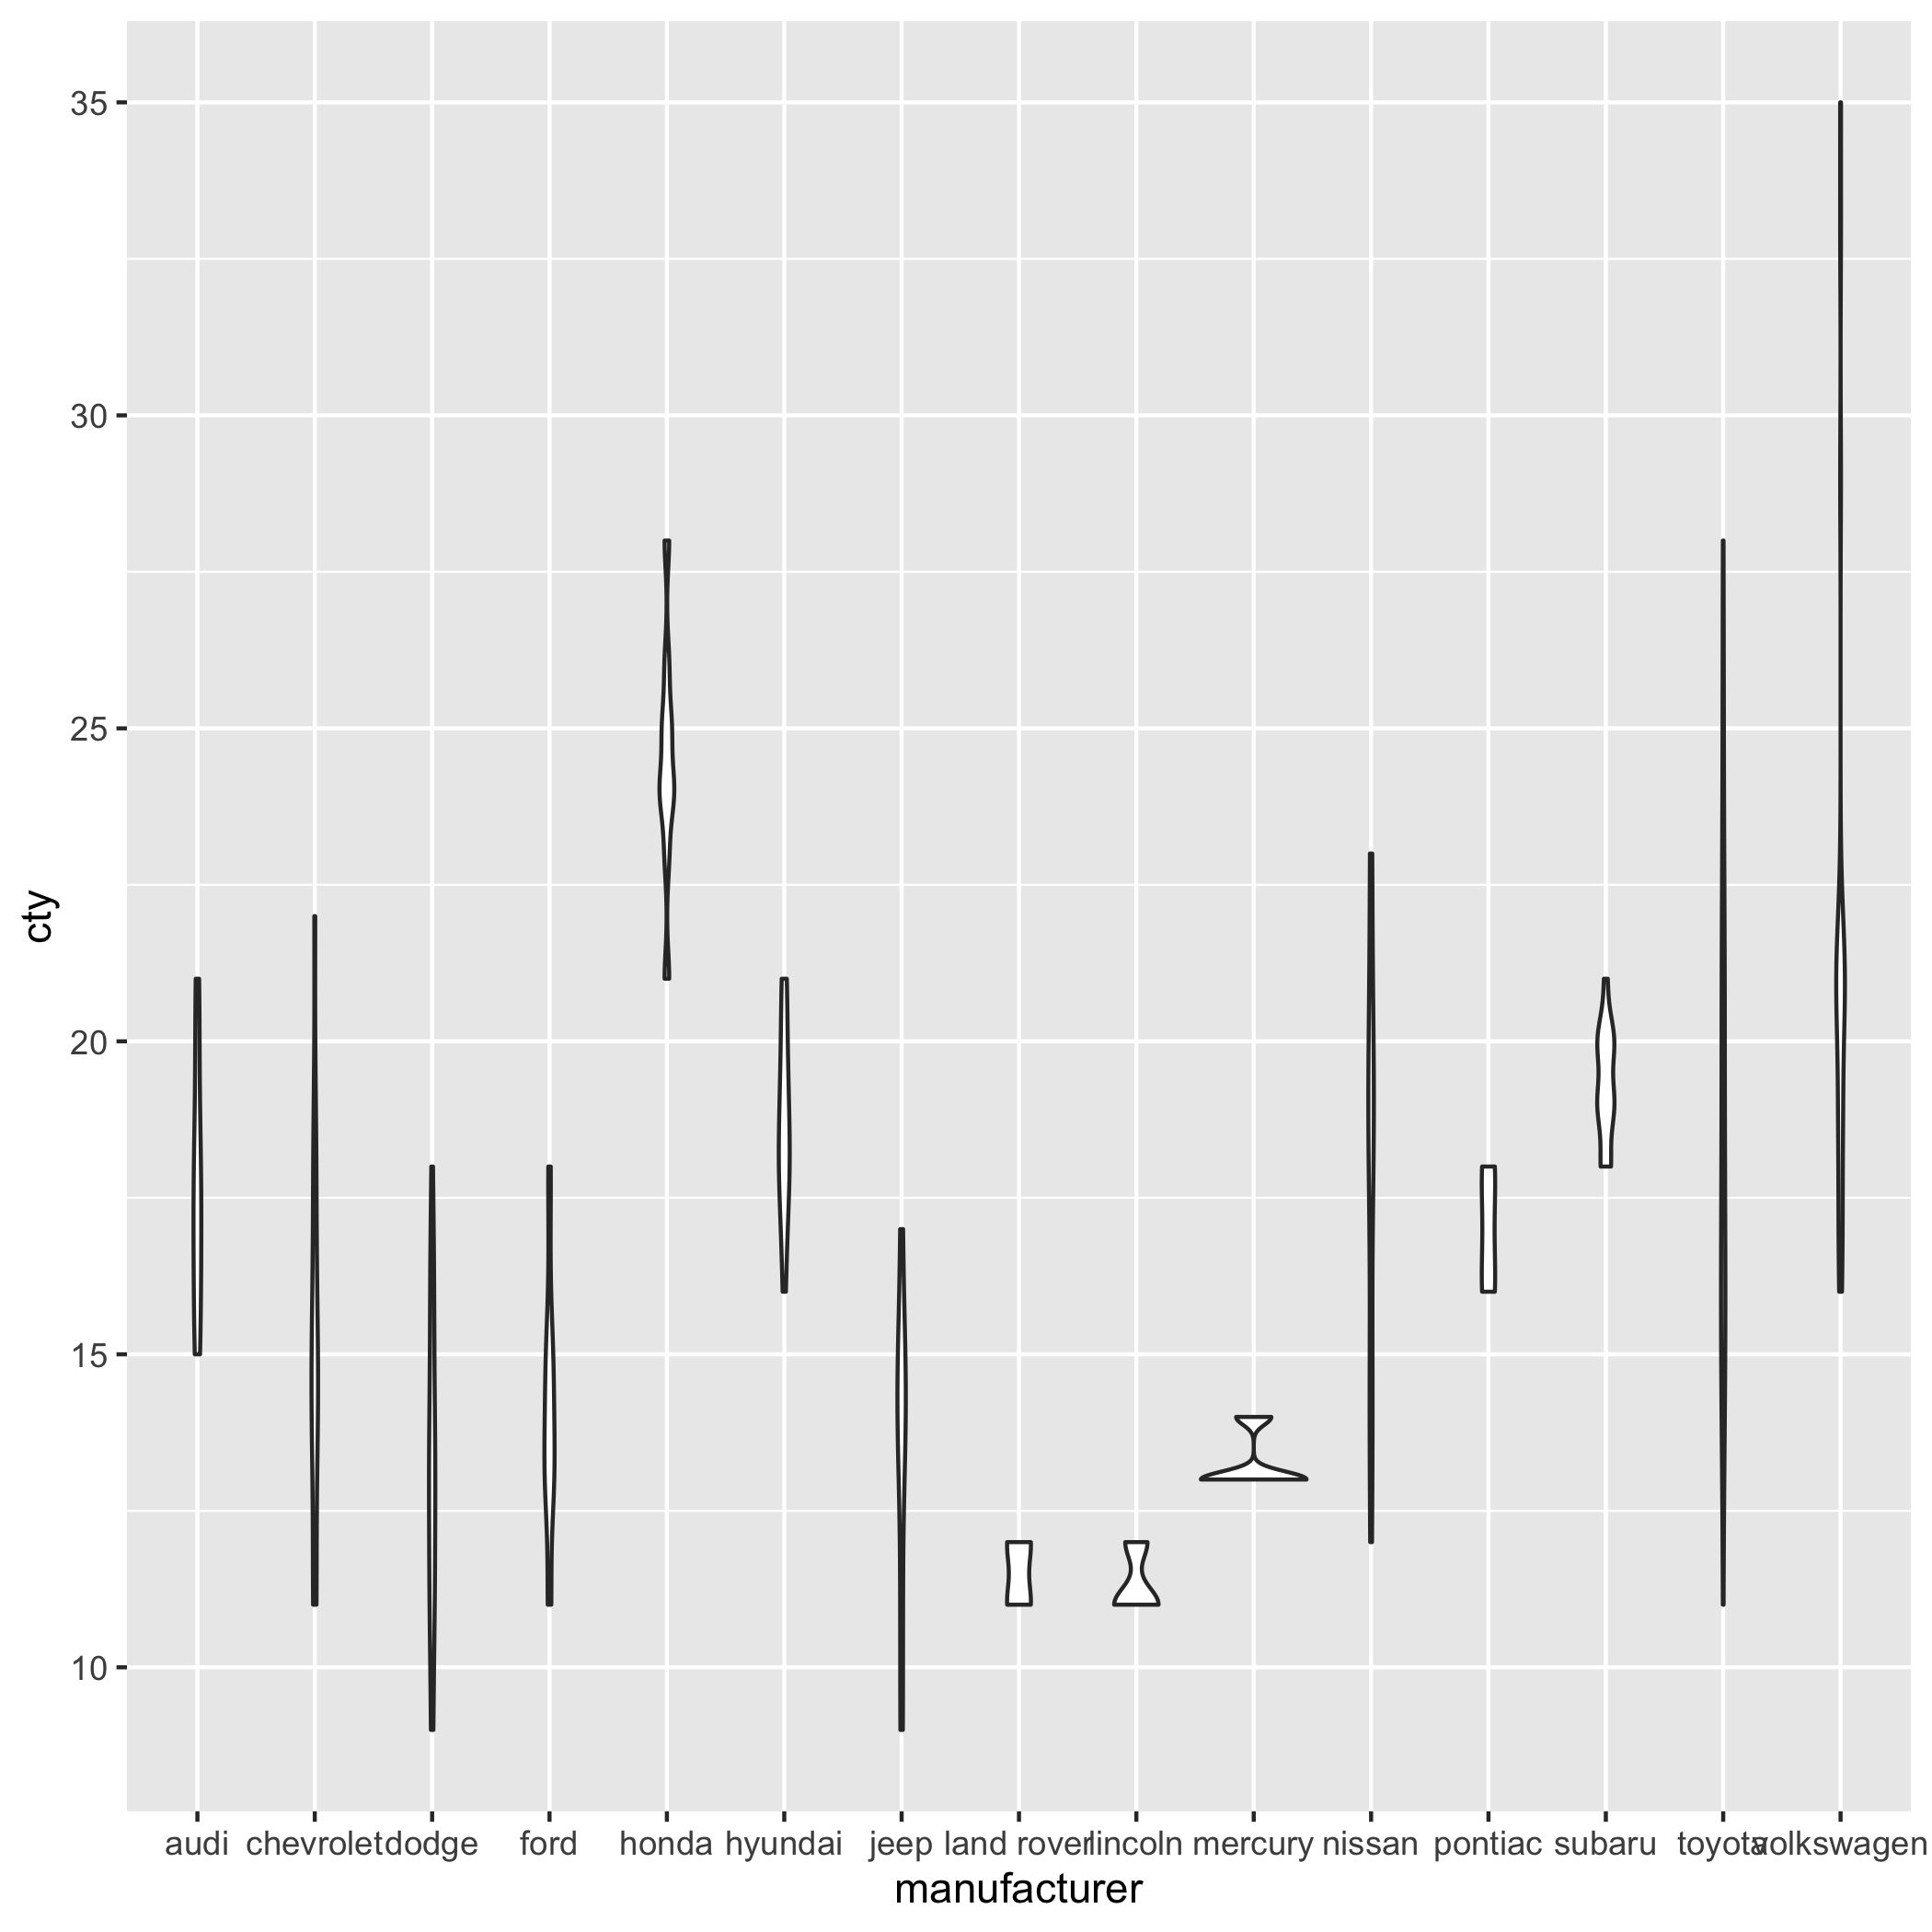 cty
35
30
25
20
15
10
audi chevrolet dodge ford honda hyundai jeep land rover lincoln mercury nissan pontiac subaru toyota volkswagen
manufacturer